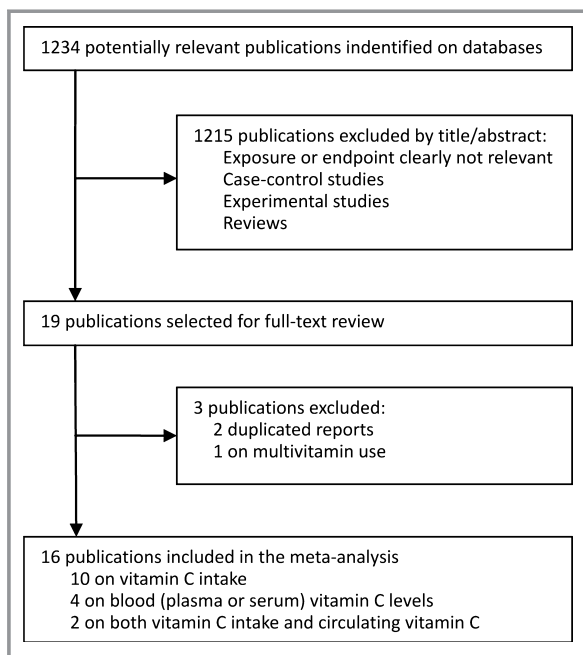 1234 potentially relevant publications indentified on databases
1215 publications excluded by title/abstract:
Exposure or endpoint clearly not relevant
Case-control studies
Experimental studies
Reviews
19 publications selected for full-text review
3 publications excluded:
2 duplicated reports
1 on multivitamin use
16 publications included in the meta-analysis
10 on vitamin C intake
4 on blood (plasma or serum) vitamin C levels
2 on both vitamin C intake and circulating vitamin C